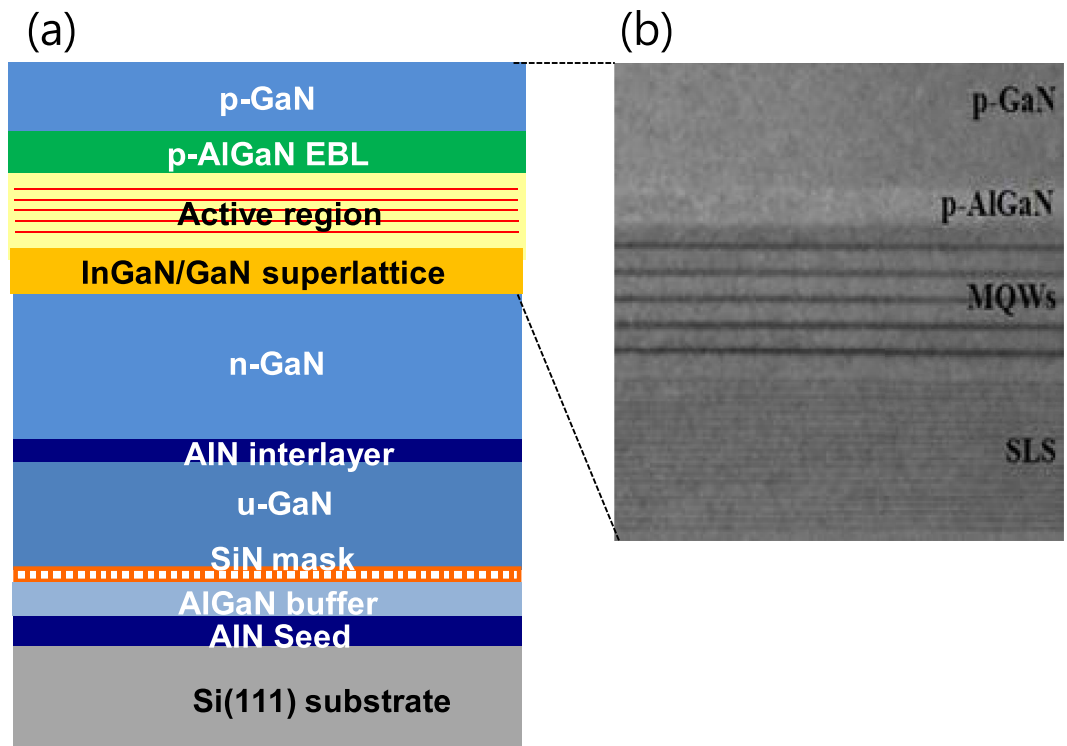 (a)
p-GaN
p-AlGaN EBL
Active region
InGaN/GaN superlattice
n-GaN
AlN interlayer
u-GaN
SiN mask
AlGaN buffer
AlN Seed
Si(111) substrate
(b)
p-GaN
p-AlGaN
MQWs
SLS